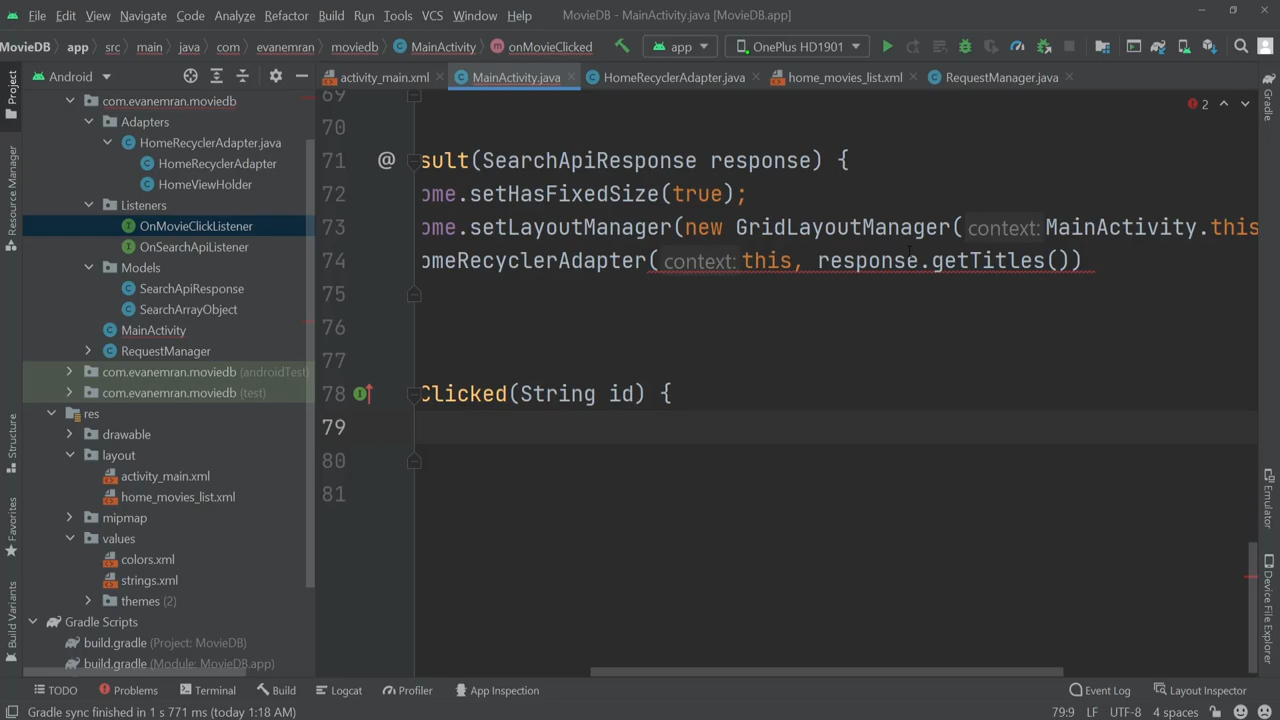 File Edit View Navigate Code Analyze Refactor Build Run Tools VCS Window Help MovieDB - MainActivity.java [MovieDB.app]
MovieDB app src main java com evanemran moviedb MainActivity onMovieClicked app OnePlus HD1901
Android activity_main.xml MainActivity.java HomeRecyclerAdapter.java home_movies_list.xml RequestManager.java
Project
Resource Manager
Structure
Favorites
Build Variants
com.evanemran.moviedb
Adapters
HomeRecyclerAdapter.java
HomeRecyclerAdapter
HomeViewHolder
Listeners
OnMovieClickListener
OnSearchApiListener
Models
SearchApiResponse
SearchArrayObject
MainActivity
RequestManager
com.evanemran.moviedb (androidTest)
com.evanemran.moviedb (test)
res
drawable
layout
activity_main.xml
home_movies_list.xml
mipmap
values
colors.xml
strings.xml
themes (2)
Gradle Scripts
build.gradle (Project: MovieDB)
build.gradle (Module: MovieDB.app)
69
70
71 @ sult(SearchApiResponse response) {
72 ome.setHasFixedSize(true);
73 ome.setLayoutManager(new GridLayoutManager( context: MainActivity.this
74 omeRecyclerAdapter( context: this, response.getTitles())
75
76
77
78 Clicked(String id) {
79
80
81
2
Gradle
Emulator
Device File Explorer
TODO Problems Terminal Build Logcat Profiler App Inspection Event Log Layout Inspector
Gradle sync finished in 1 s 771 ms (today 1:18 AM) 79:9 LF UTF-8 4 spaces